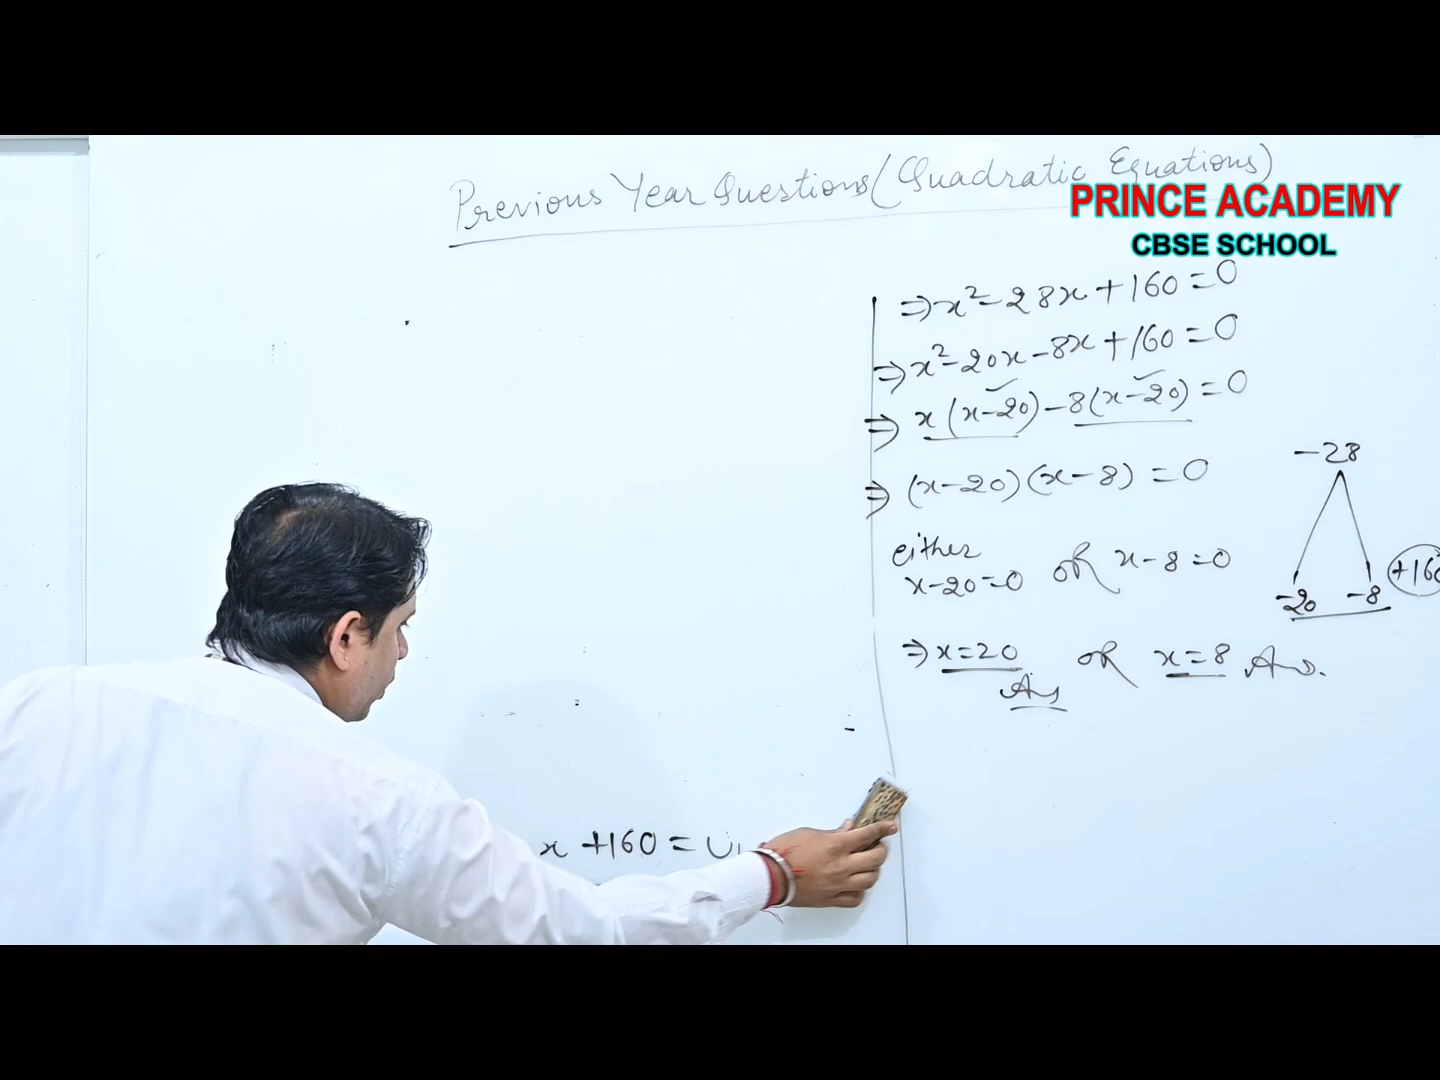 Previous Year Questions (Quadratic Equations)
PRINCE ACADEMY
CBSE SCHOOL
⇒ x² - 28x + 160 = 0
⇒ x² - 20x - 8x + 160 = 0
⇒ x (x - 20) - 8 (x - 20) = 0
⇒ (x - 20) (x - 8) = 0
either
x - 20 = 0 or x - 8 = 0
⇒ x = 20 or x = 8 Ans.
Ans
-28
-20 -8 +160
x + 160 = 0